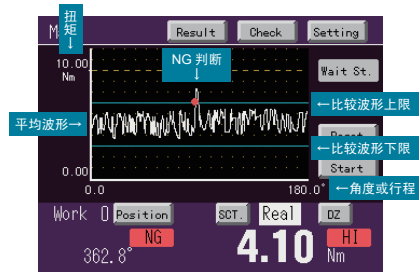 扭矩↓
Result
Check
Setting
NG 判断
↓
10.00
Nm
Wait St.
←比较波形上限
平均波形→
←比较波形下限
Start
0.00
0.0
180.0°
←角度或行程
Work 0
Position
SCT.
Real
DZ
NG
HI
362.8°
4.10
Nm